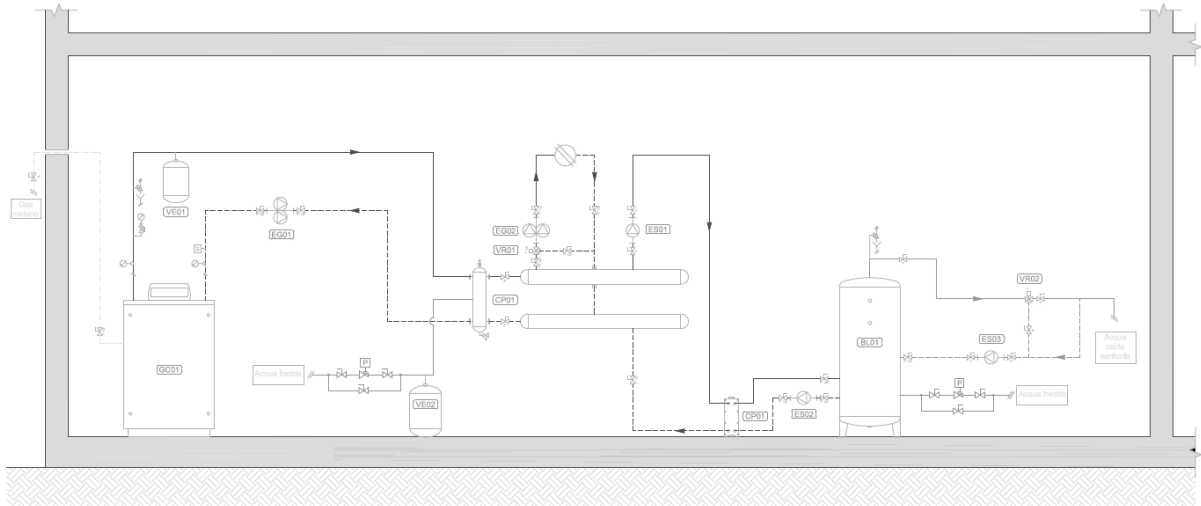 Gas
metano
VE01
EG01
GC01
Acqua fredda
P
VE02
CP01
EG02
VR01
ES01
CP01
ES02
BL01
ES03
VR02
Acqua
calda
sanitaria
P
Acqua fredda